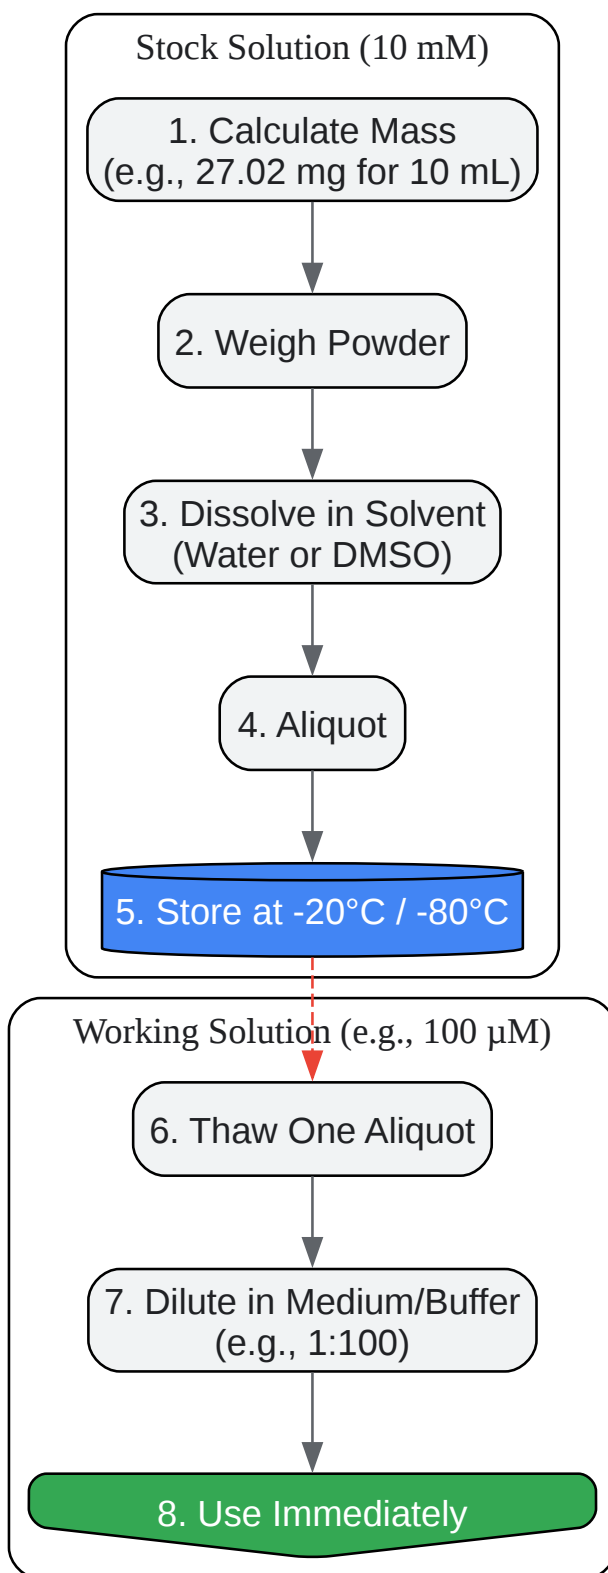 Stock Solution (10 mM)
1. Calculate Mass
(e.g., 27.02 mg for 10 mL)
2. Weigh Powder
3. Dissolve in Solvent
(Water or DMSO)
4. Aliquot
5. Store at -20°C / -80°C
Working Solution (e.g., 100 µM)
6. Thaw One Aliquot
7. Dilute in Medium/Buffer
(e.g., 1:100)
8. Use Immediately